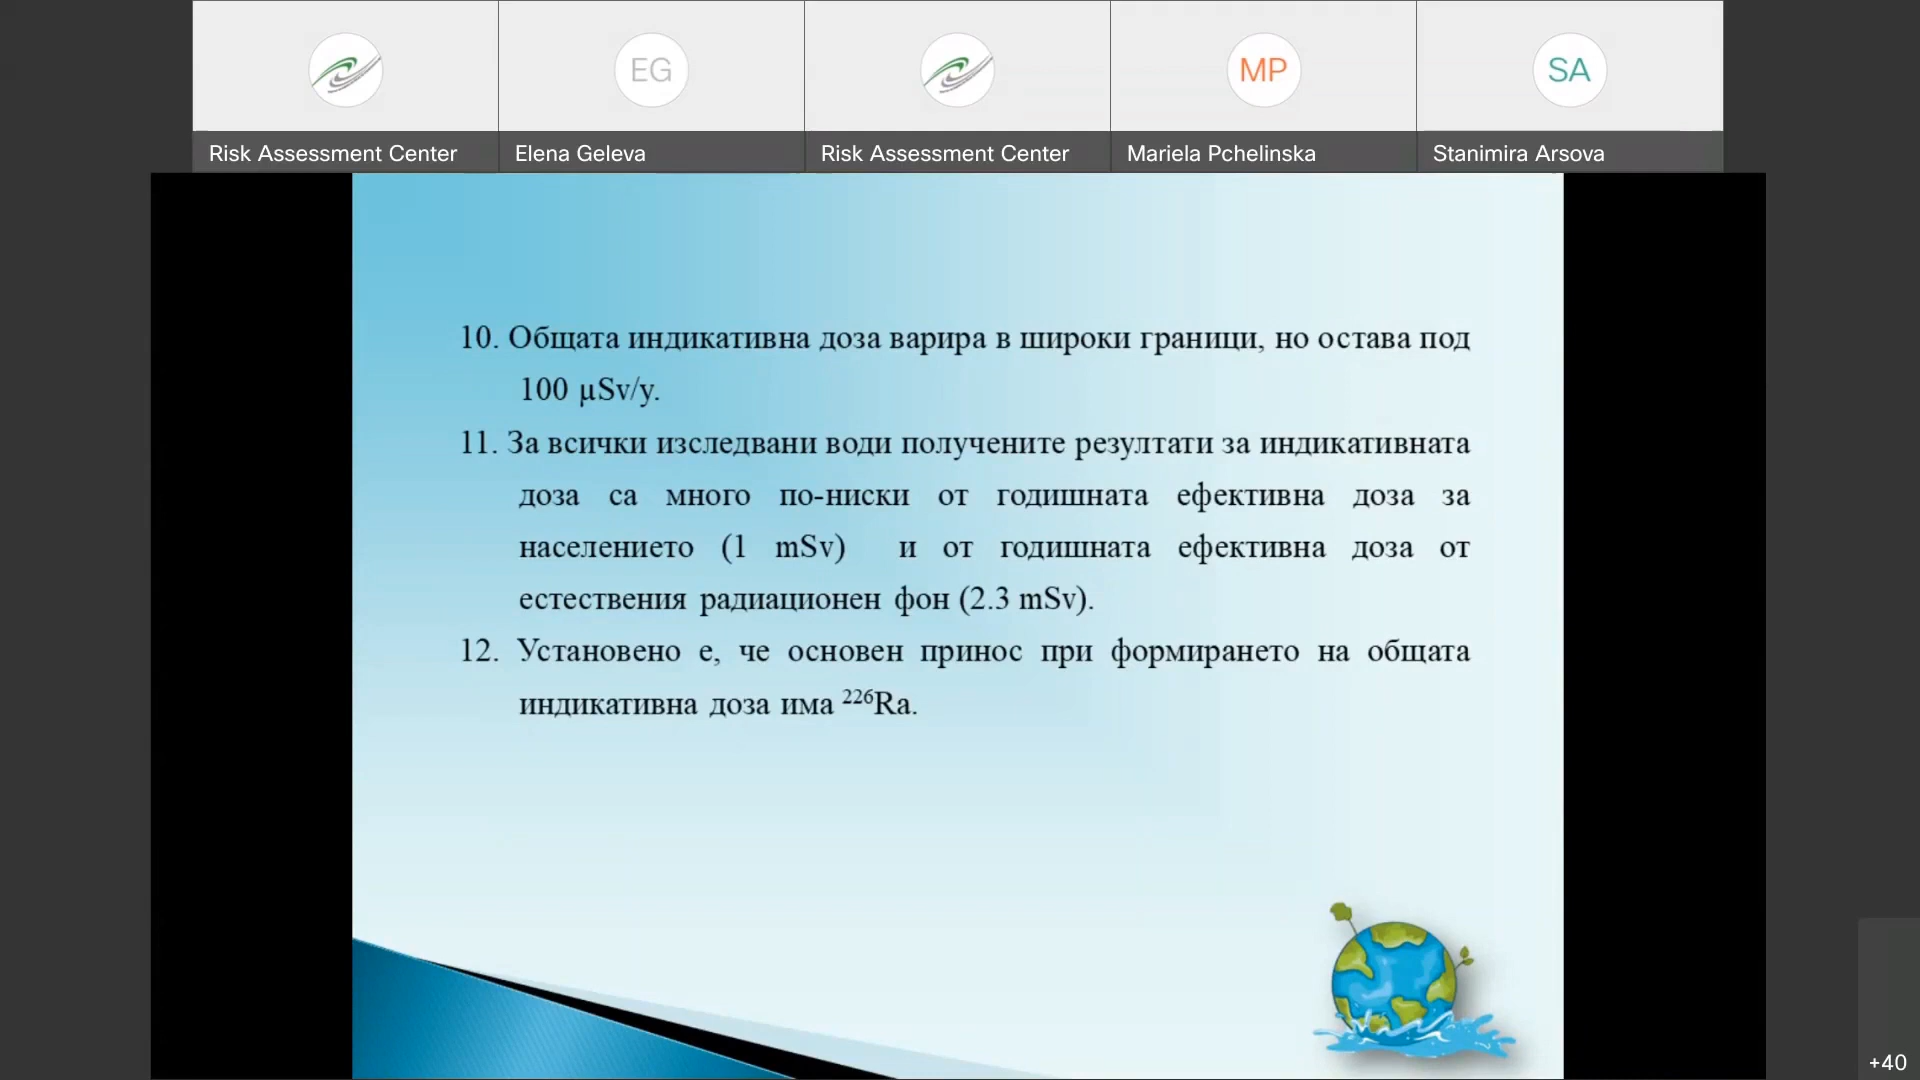 EG
MP
SA
Risk Assessment Center
Elena Geleva
Risk Assessment Center
Mariela Pchelinska
Stanimira Arsova
10. Общата индикативна доза варира в широки граници, но остава под
100 µSv/y.
11. За всички изследвани води получените резултати за индикативната
доза са много по-ниски от годишната ефективна доза за
населението (1 mSv) и от годишната ефективна доза от
естествения радиационен фон (2.3 mSv).
12. Установено е, че основен принос при формирането на общата
индикативна доза има ²²⁶Ra.
+40